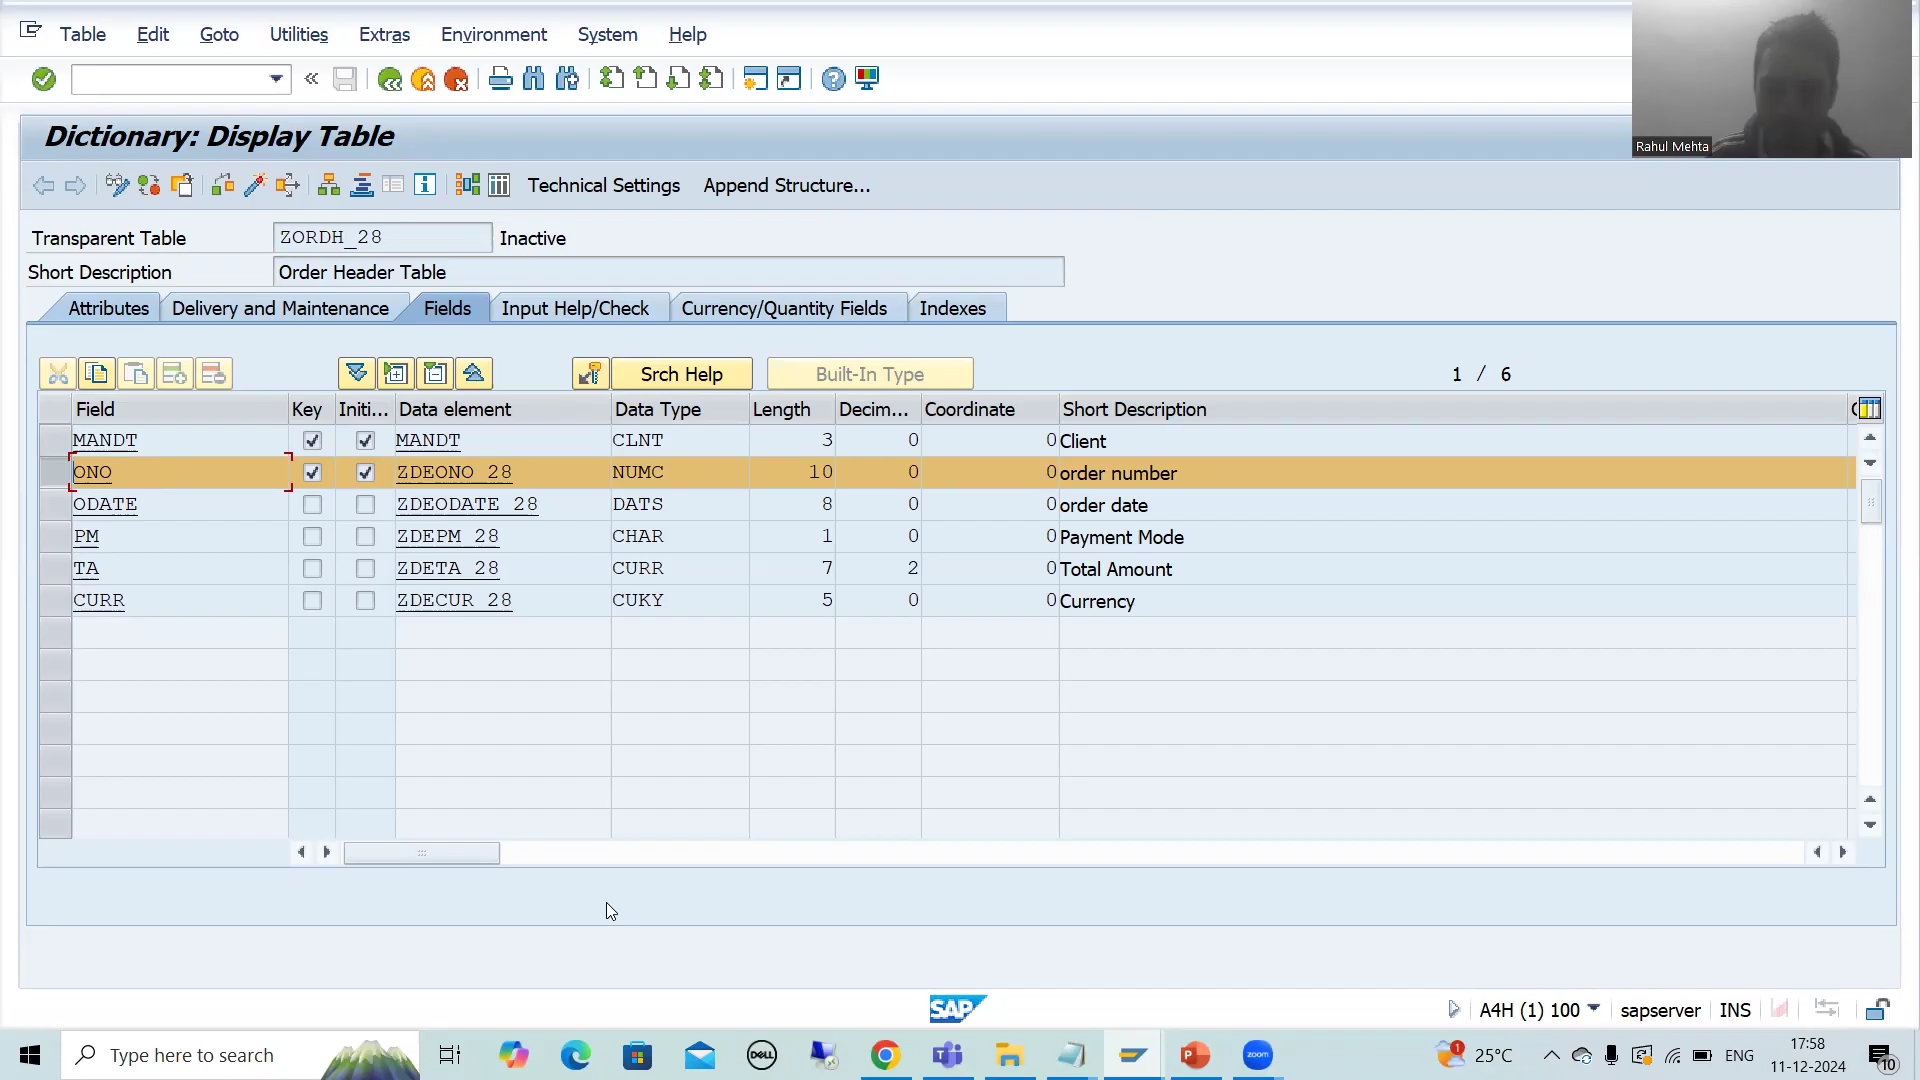 Table Edit Goto Utilities Extras Environment System Help
Rahul Mehta
Dictionary: Display Table
Technical Settings Append Structure...
Transparent Table ZORDH_28 Inactive
Short Description Order Header Table
Attributes Delivery and Maintenance Fields Input Help/Check Currency/Quantity Fields Indexes
Srch Help Built-In Type 1 / 6
Field Key Initi... Data element Data Type Length Decim... Coordinate Short Description
MANDT MANDT CLNT 3 0 0 Client
ONO ZDEONO_28 NUMC 10 0 0 order number
ODATE ZDEODATE_28 DATS 8 0 0 order date
PM ZDEPM_28 CHAR 1 0 0 Payment Mode
TA ZDETA_28 CURR 7 2 0 Total Amount
CURR ZDECUR_28 CUKY 5 0 0 Currency
SAP
A4H (1) 100 sapserver INS
Type here to search
DELL
zoom
1
25°C
ENG
17:58
11-12-2024
10